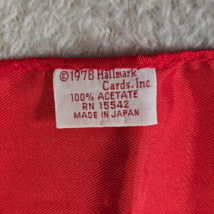 ©1978 Hallmark
Cards, Inc.
100% ACETATE
RN 15542
MADE IN JAPAN